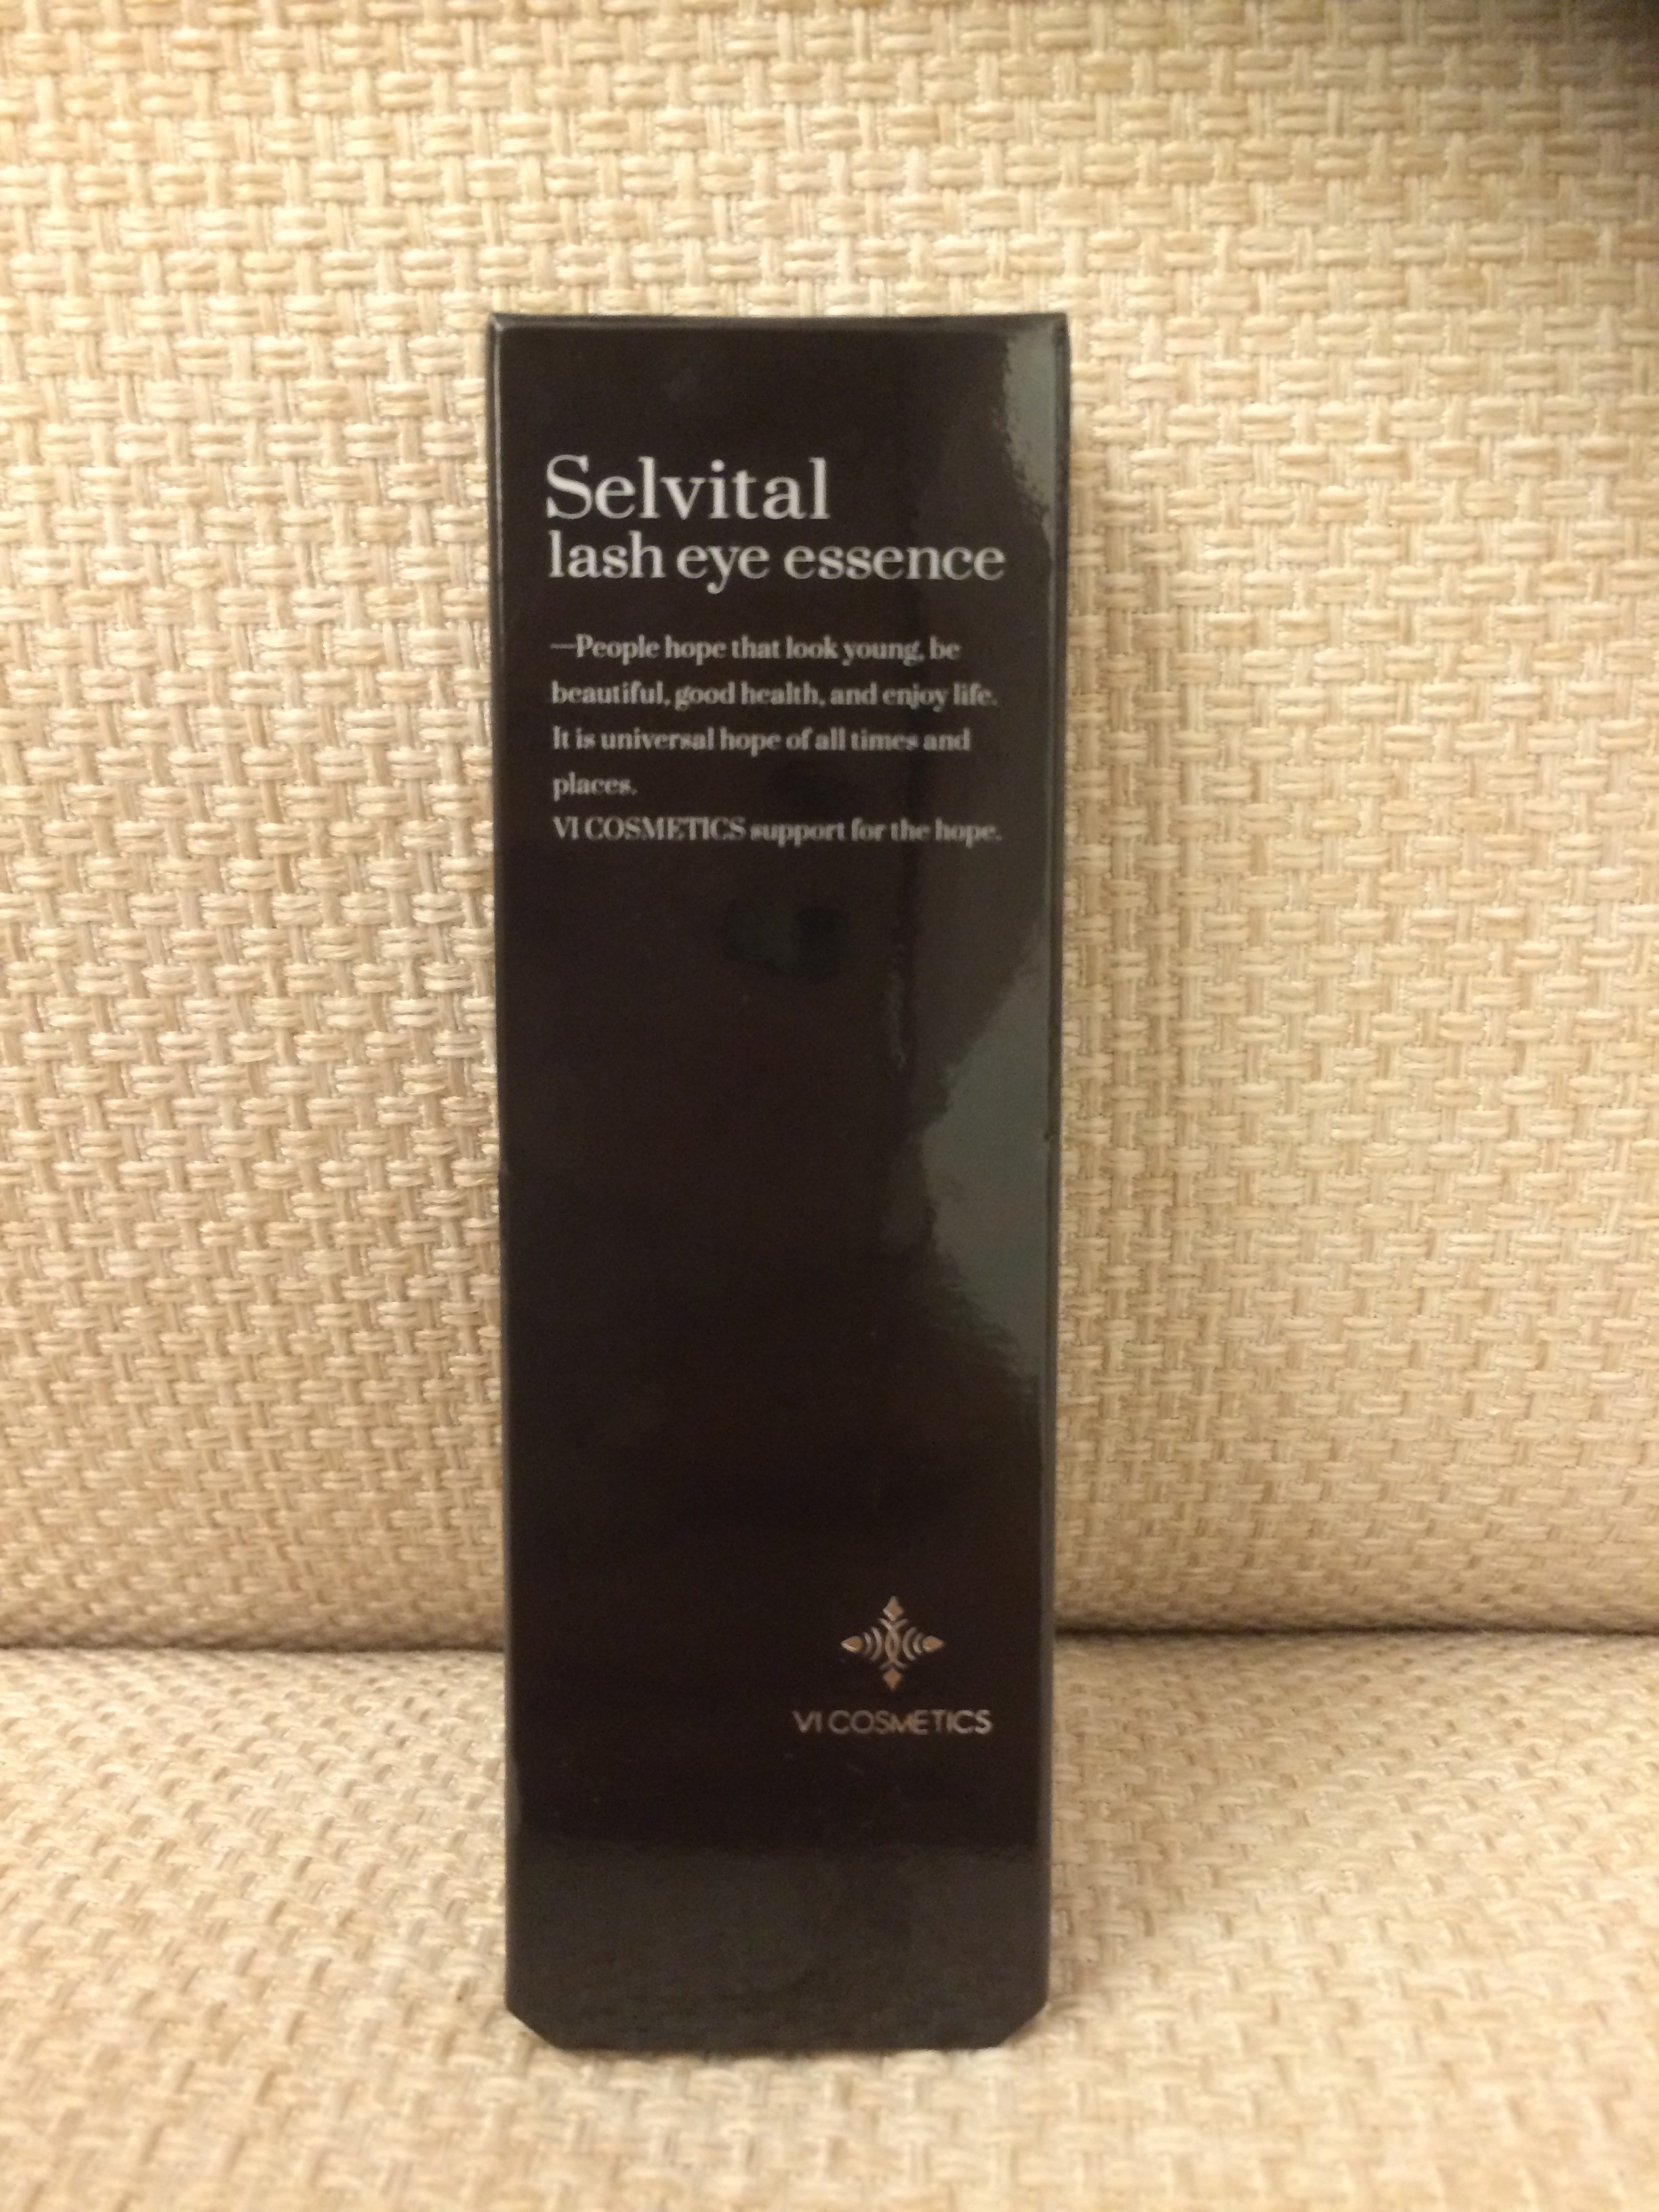 Selvital
lash eye essence
—People hope that look young, be
beautiful, good health, and enjoy life.
It is universal hope of all times and
places.
VI COSMETICS support for the hope.
VI COSMETICS